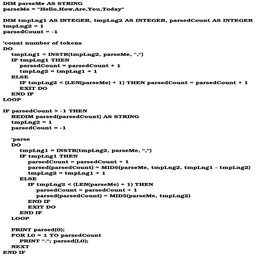 DIM parseMe AS STRING
parseMe = "Hello,How,Are,You,Today"
DIM tmpLng1 AS INTEGER, tmpLng2 AS INTEGER, parsedCount AS INTEGER
tmpLng2 = 1
parsedCount = -1
'count number of tokens
DO
tmpLng1 = INSTR(tmpLng2, parseMe, ",")
IF tmpLng1 THEN
parsedCount = parsedCount + 1
tmpLng2 = tmpLng1 + 1
ELSE
IF tmpLng2 < (LEN(parseMe) + 1) THEN parsedCount = parsedCount + 1
EXIT DO
END IF
LOOP
IF parsedCount > -1 THEN
REDIM parsed(parsedCount) AS STRING
tmpLng2 = 1
parsedCount = -1
'parse
DO
tmpLng1 = INSTR(tmpLng2, parseMe, ",")
IF tmpLng1 THEN
parsedCount = parsedCount + 1
parsed(parsedCount) = MID$(parseMe, tmpLng2, tmpLng1 - tmpLng2)
tmpLng2 = tmpLng1 + 1
ELSE
IF tmpLng2 < (LEN(parseMe) + 1) THEN
parsedCount = parsedCount + 1
parsed(parsedCount) = MID$(parseMe, tmpLng2)
END IF
EXIT DO
END IF
LOOP
PRINT parsed(0);
FOR L0 = 1 TO parsedCount
PRINT "."; parsed(L0);
NEXT
END IF